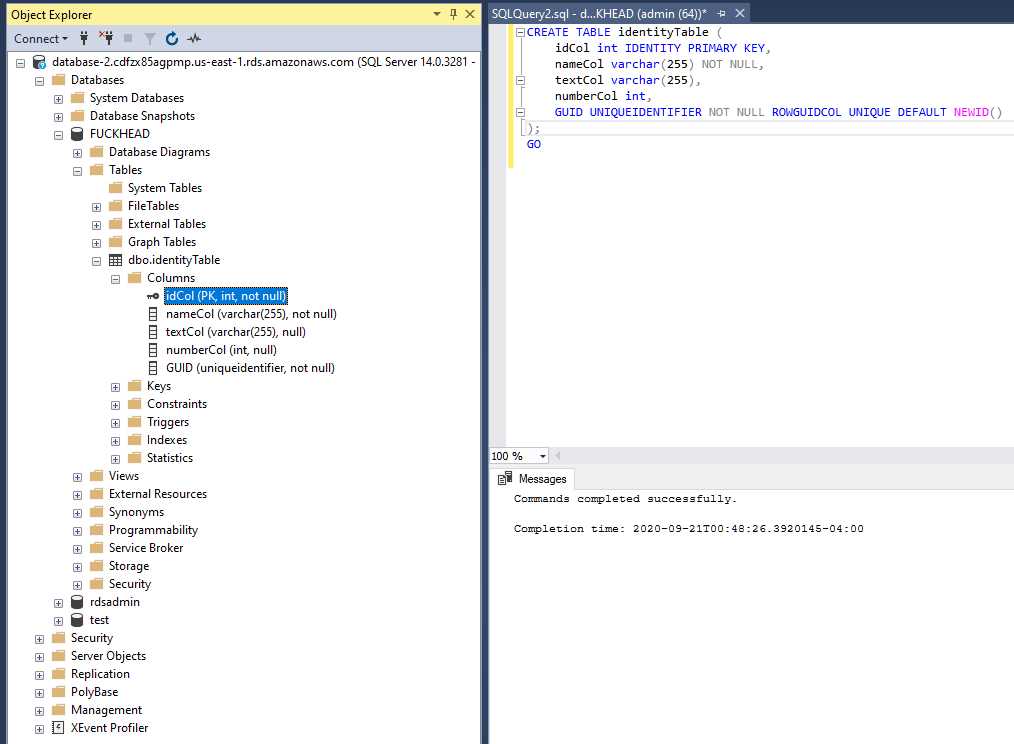 Object Explorer
Connect
database-2.cdfzx85agpmp.us-east-1.rds.amazonaws.com (SQL Server 14.0.3281 -
Databases
System Databases
Database Snapshots
FUCKHEAD
Database Diagrams
Tables
System Tables
FileTables
External Tables
Graph Tables
dbo.identityTable
Columns
idCol (PK, int, not null)
nameCol (varchar(255), not null)
textCol (varchar(255), null)
numberCol (int, null)
GUID (uniqueidentifier, not null)
Keys
Constraints
Triggers
Indexes
Statistics
Views
External Resources
Synonyms
Programmability
Service Broker
Storage
Security
rdsadmin
test
Security
Server Objects
Replication
PolyBase
Management
XEvent Profiler
SQLQuery2.sql - d...KHEAD (admin (64))*
CREATE TABLE identityTable (
idCol int IDENTITY PRIMARY KEY,
nameCol varchar(255) NOT NULL,
textCol varchar(255),
numberCol int,
GUID UNIQUEIDENTIFIER NOT NULL ROWGUIDCOL UNIQUE DEFAULT NEWID()
);
GO
100 %
Messages
Commands completed successfully.
Completion time: 2020-09-21T00:48:26.3920145-04:00